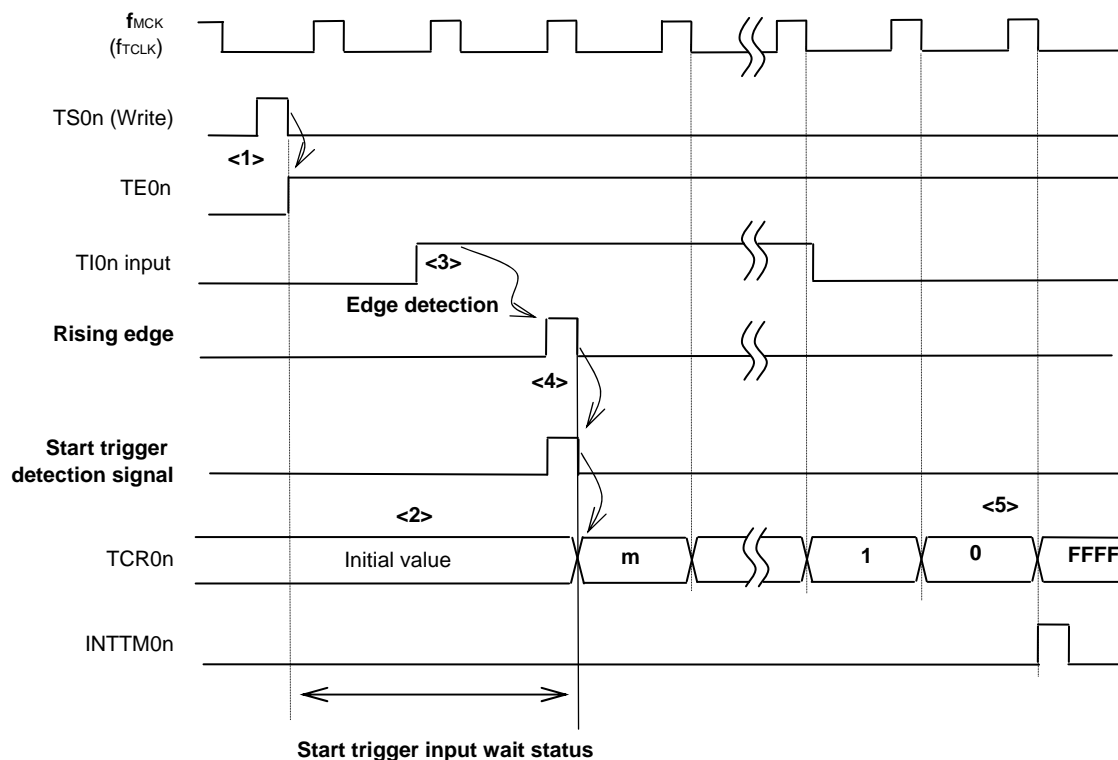 fMCK
(fTCLK)
TS0n (Write)
<1>
TE0n
TI0n input
<3>
Edge detection
Rising edge
<4>
Start trigger
detection signal
<2>
<5>
TCR0n
Initial value
m
1
0
FFFF
INTTM0n
Start trigger input wait status